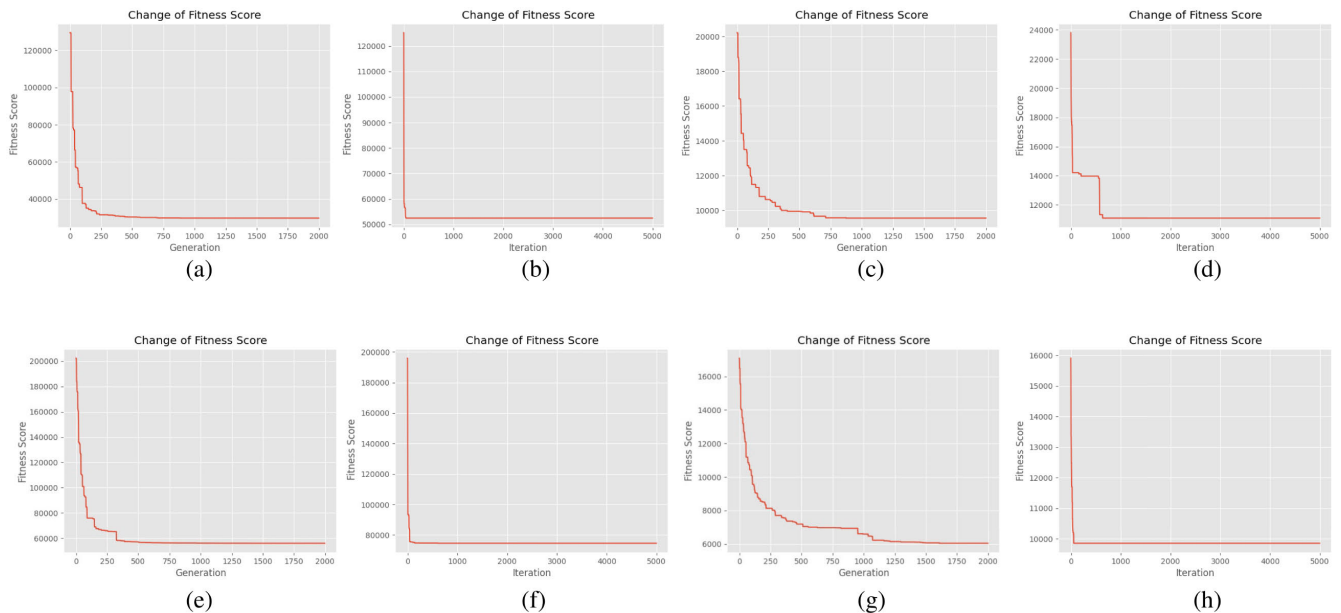 Change of Fitness Score
Fitness Score
120000
100000
80000
60000
40000
0 250 500 750 1000 1250 1500 1750 2000
Generation
(a)
Change of Fitness Score
Fitness Score
120000
110000
100000
90000
80000
70000
60000
50000
0 1000 2000 3000 4000 5000
Iteration
(b)
Change of Fitness Score
Fitness Score
20000
18000
16000
14000
12000
10000
0 250 500 750 1000 1250 1500 1750 2000
Generation
(c)
Change of Fitness Score
Fitness Score
24000
22000
20000
18000
16000
14000
12000
0 1000 2000 3000 4000 5000
Iteration
(d)
Change of Fitness Score
Fitness Score
200000
180000
160000
140000
120000
100000
80000
60000
0 250 500 750 1000 1250 1500 1750 2000
Generation
(e)
Change of Fitness Score
Fitness Score
200000
180000
160000
140000
120000
100000
80000
0 1000 2000 3000 4000 5000
Iteration
(f)
Change of Fitness Score
Fitness Score
16000
14000
12000
10000
8000
6000
0 250 500 750 1000 1250 1500 1750 2000
Generation
(g)
Change of Fitness Score
Fitness Score
16000
15000
14000
13000
12000
11000
10000
0 1000 2000 3000 4000 5000
Iteration
(h)